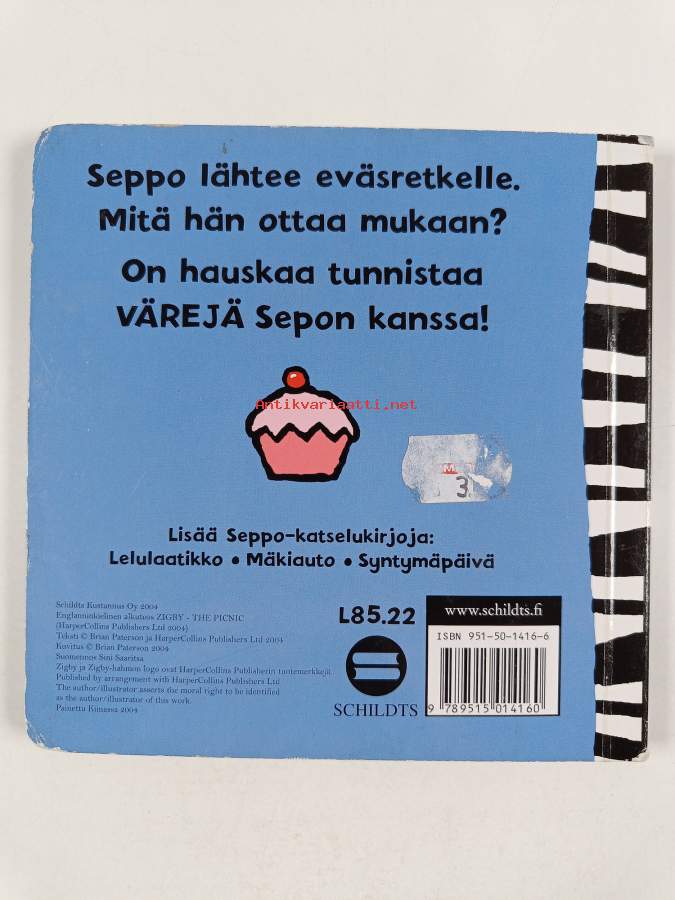 Seppo lähtee eväsretkelle.
Mitä hän ottaa mukaan?
On hauskaa tunnistaa
VÄREJÄ Sepon kanssa!
Antikvariaatti.net
M
3
Lisää Seppo-katselukirjoja:
Lelulaatikko • Mäkiauto • Syntymäpäivä
Schildts Kustannus Oy 2004
Englanninkielinen alkuteos ZIGBY - THE PICNIC
(HarperCollins Publishers Ltd 2004)
Teksti © Brian Paterson ja HarperCollins Publishers Ltd 2004
Kuvitus © Brian Paterson 2004
Suomennos Sini Saaritsa
Zigby ja Zigby-hahmon logo ovat HarperCollins Publisherin tuotemerkkejä.
Published by arrangement with HarperCollins Publishers Ltd
The author/illustrator asserts the moral right to be identified
as the author/illustrator of this work.
Painettu Kiinassa 2004
L85.22
SCHILDTS
www.schildts.fi
ISBN 951-50-1416-6
9 789515 014160